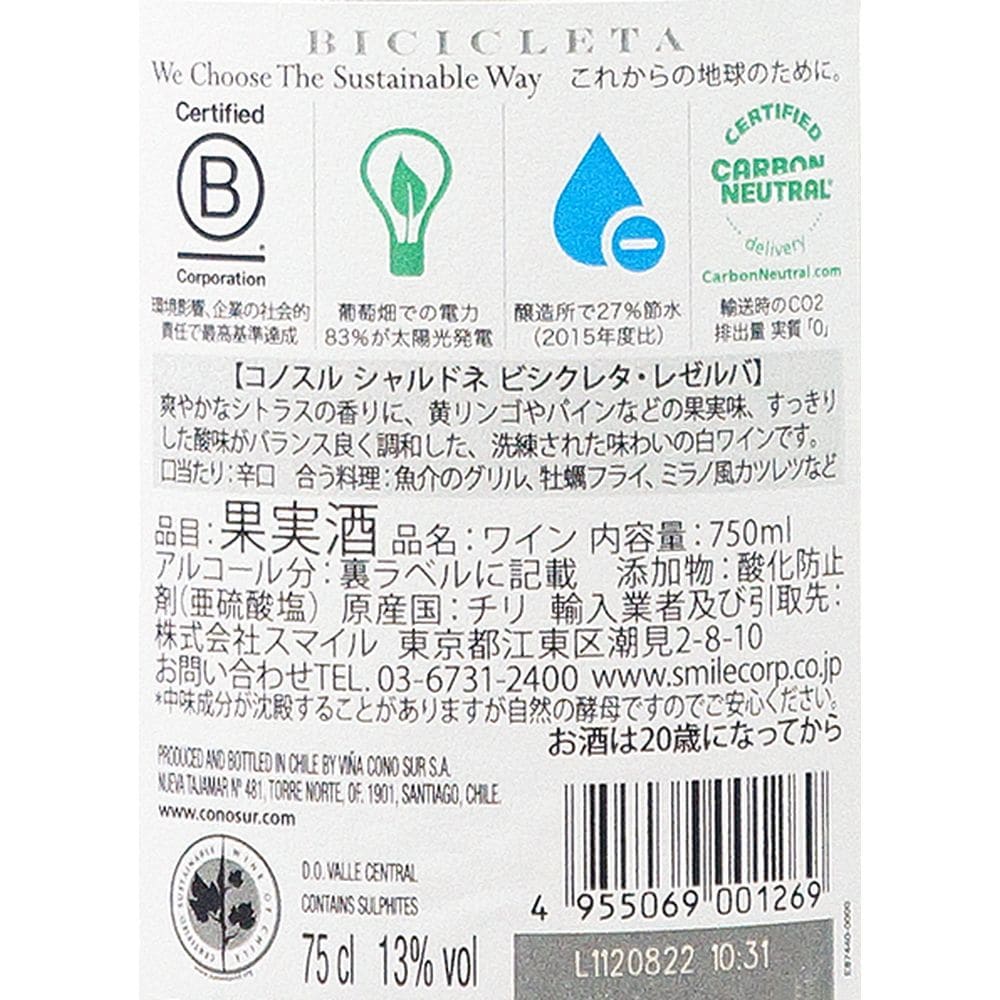 BICICLETA
We Choose The Sustainable Way これからの地球のために。
Certified
B
Corporation
環境影響、企業の社会的
責任で最高基準達成
葡萄畑での電力
83%が太陽光発電
醸造所で27%節水
(2015年度比)
CERTIFIED
CARBON
NEUTRAL
delivery
CarbonNeutral.com
輸送時のCO2
排出量 実質「0」
【コノスル シャルドネ ビシクレタ・レゼルバ】
爽やかなシトラスの香りに、黄リンゴやパインなどの果実味、すっきり
した酸味がバランス良く調和した、洗練された味わいの白ワインです。
口当たり:辛口 合う料理:魚介のグリル、牡蠣フライ、ミラノ風カツレツなど
品目:果実酒 品名:ワイン 内容量:750ml
アルコール分:裏ラベルに記載 添加物:酸化防止
剤(亜硫酸塩) 原産国:チリ 輸入業者及び引取先:
株式会社スマイル 東京都江東区潮見2-8-10
お問い合わせTEL. 03-6731-2400 www.smilecorp.co.jp
*中味成分が沈殿することがありますが自然の酵母ですのでご安心ください。
お酒は20歳になってから
PRODUCED AND BOTTLED IN CHILE BY VIÑA CONO SUR S.A.
NUEVA TAJAMAR Nº 481, TORRE NORTE, OF. 1901, SANTIAGO, CHILE.
www.conosur.com
CERTIFIED SUSTAINABLE WINE OF CHILE
D.O. VALLE CENTRAL
CONTAINS SULPHITES
75 cl 13% vol
4 955069 001269
L1120822 10:31